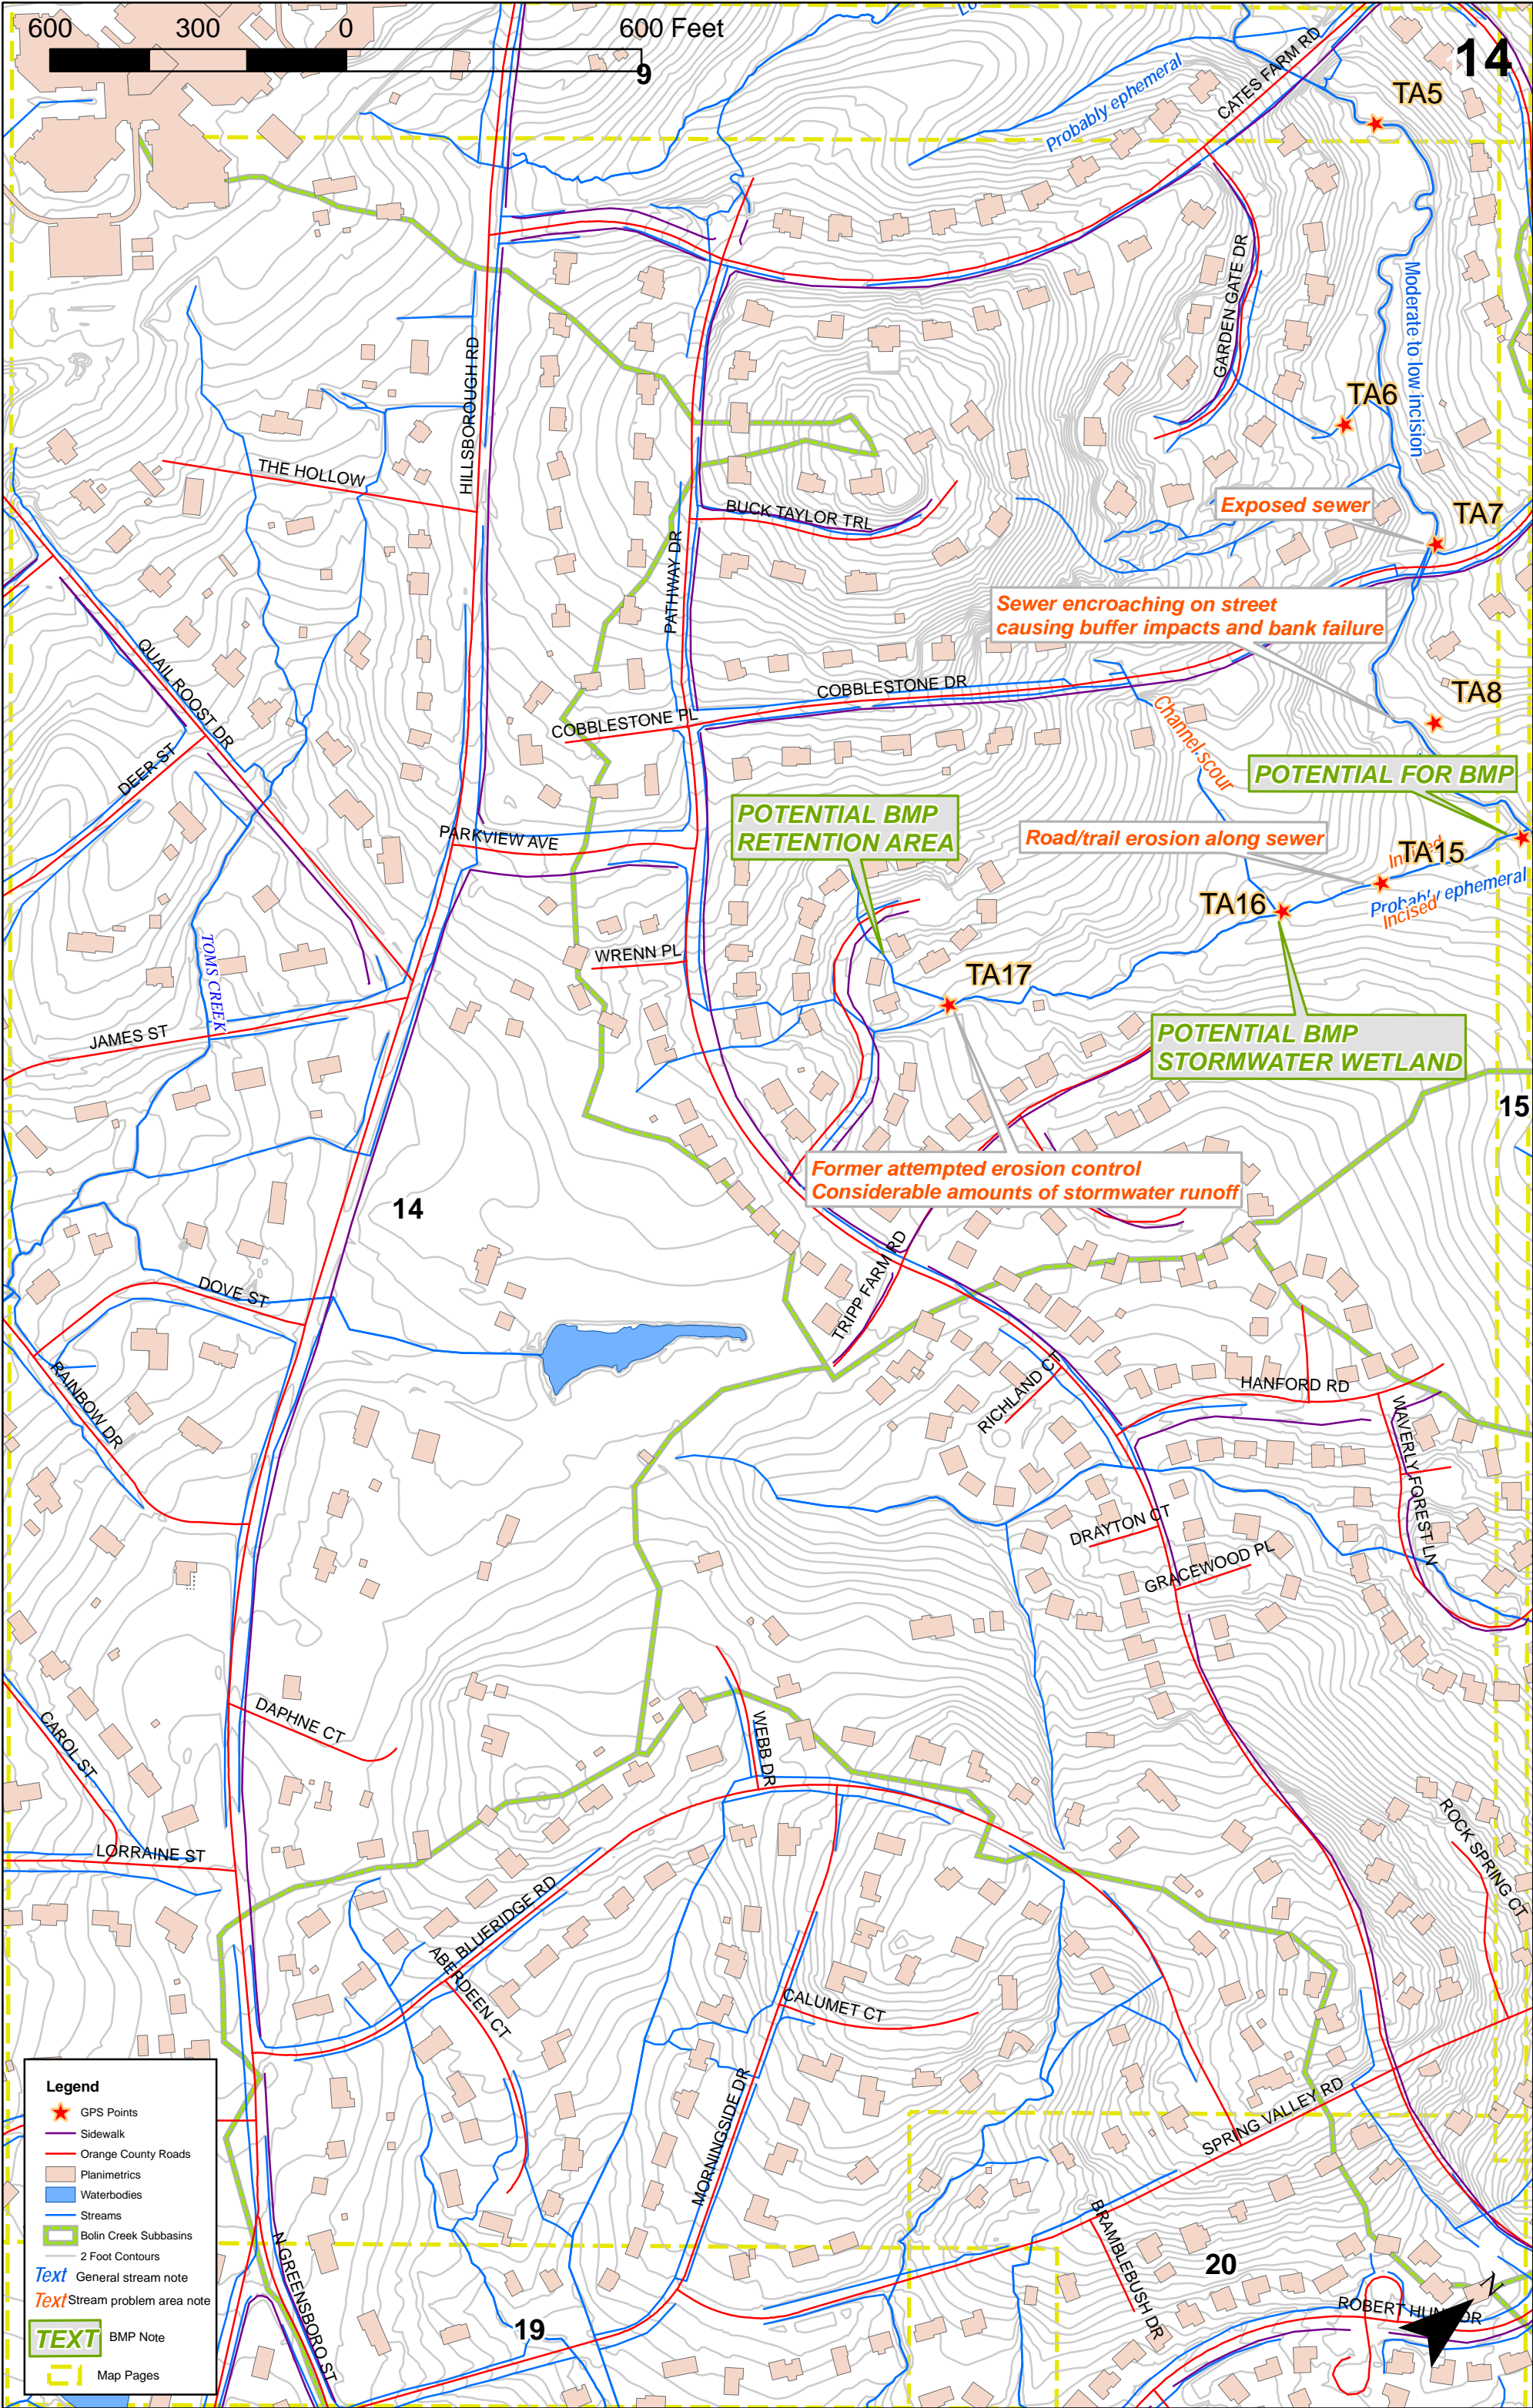 600 300 0 600 Feet
9
14
Probably ephemeral
CATES FARM RD
TA5
GARDEN GATE DR
Moderate to low incision
HILLSBOROUGH RD
TA6
THE HOLLOW
BUCK TAYLOR TRL
Exposed sewer
TA7
PATHWAY DR
Sewer encroaching on street
causing buffer impacts and bank failure
QUAIL ROOST DR
COBBLESTONE DR
TA8
COBBLESTONE PL
Channel scour
DEER ST
POTENTIAL FOR BMP
POTENTIAL BMP
RETENTION AREA
PARKVIEW AVE
Road/trail erosion along sewer
Incised
TA15
Probably ephemeral
Incised
TA16
TOMS CREEK
WRENN PL
TA17
JAMES ST
POTENTIAL BMP
STORMWATER WETLAND
15
Former attempted erosion control
Considerable amounts of stormwater runoff
14
TRIPP FARM RD
DOVE ST
RAINBOW DR
RICHLAND CT
HANFORD RD
WAVERLY FOREST LN
DRAYTON CT
GRACEWOOD PL
DAPHNE CT
CAROL ST
WEBB DR
LORRAINE ST
ROCK SPRING CT
BLUERIDGE RD
ABERDEEN CT
CALUMET CT
MORNINGSIDE DR
SPRING VALLEY RD
BRAMBLEBUSH DR
20
N GREENSBORO ST
19
N
Legend
GPS Points
Sidewalk
Orange County Roads
Planimetrics
Waterbodies
Streams
Bolin Creek Subbasins
2 Foot Contours
Text General stream note
Text Stream problem area note
TEXT BMP Note
Map Pages